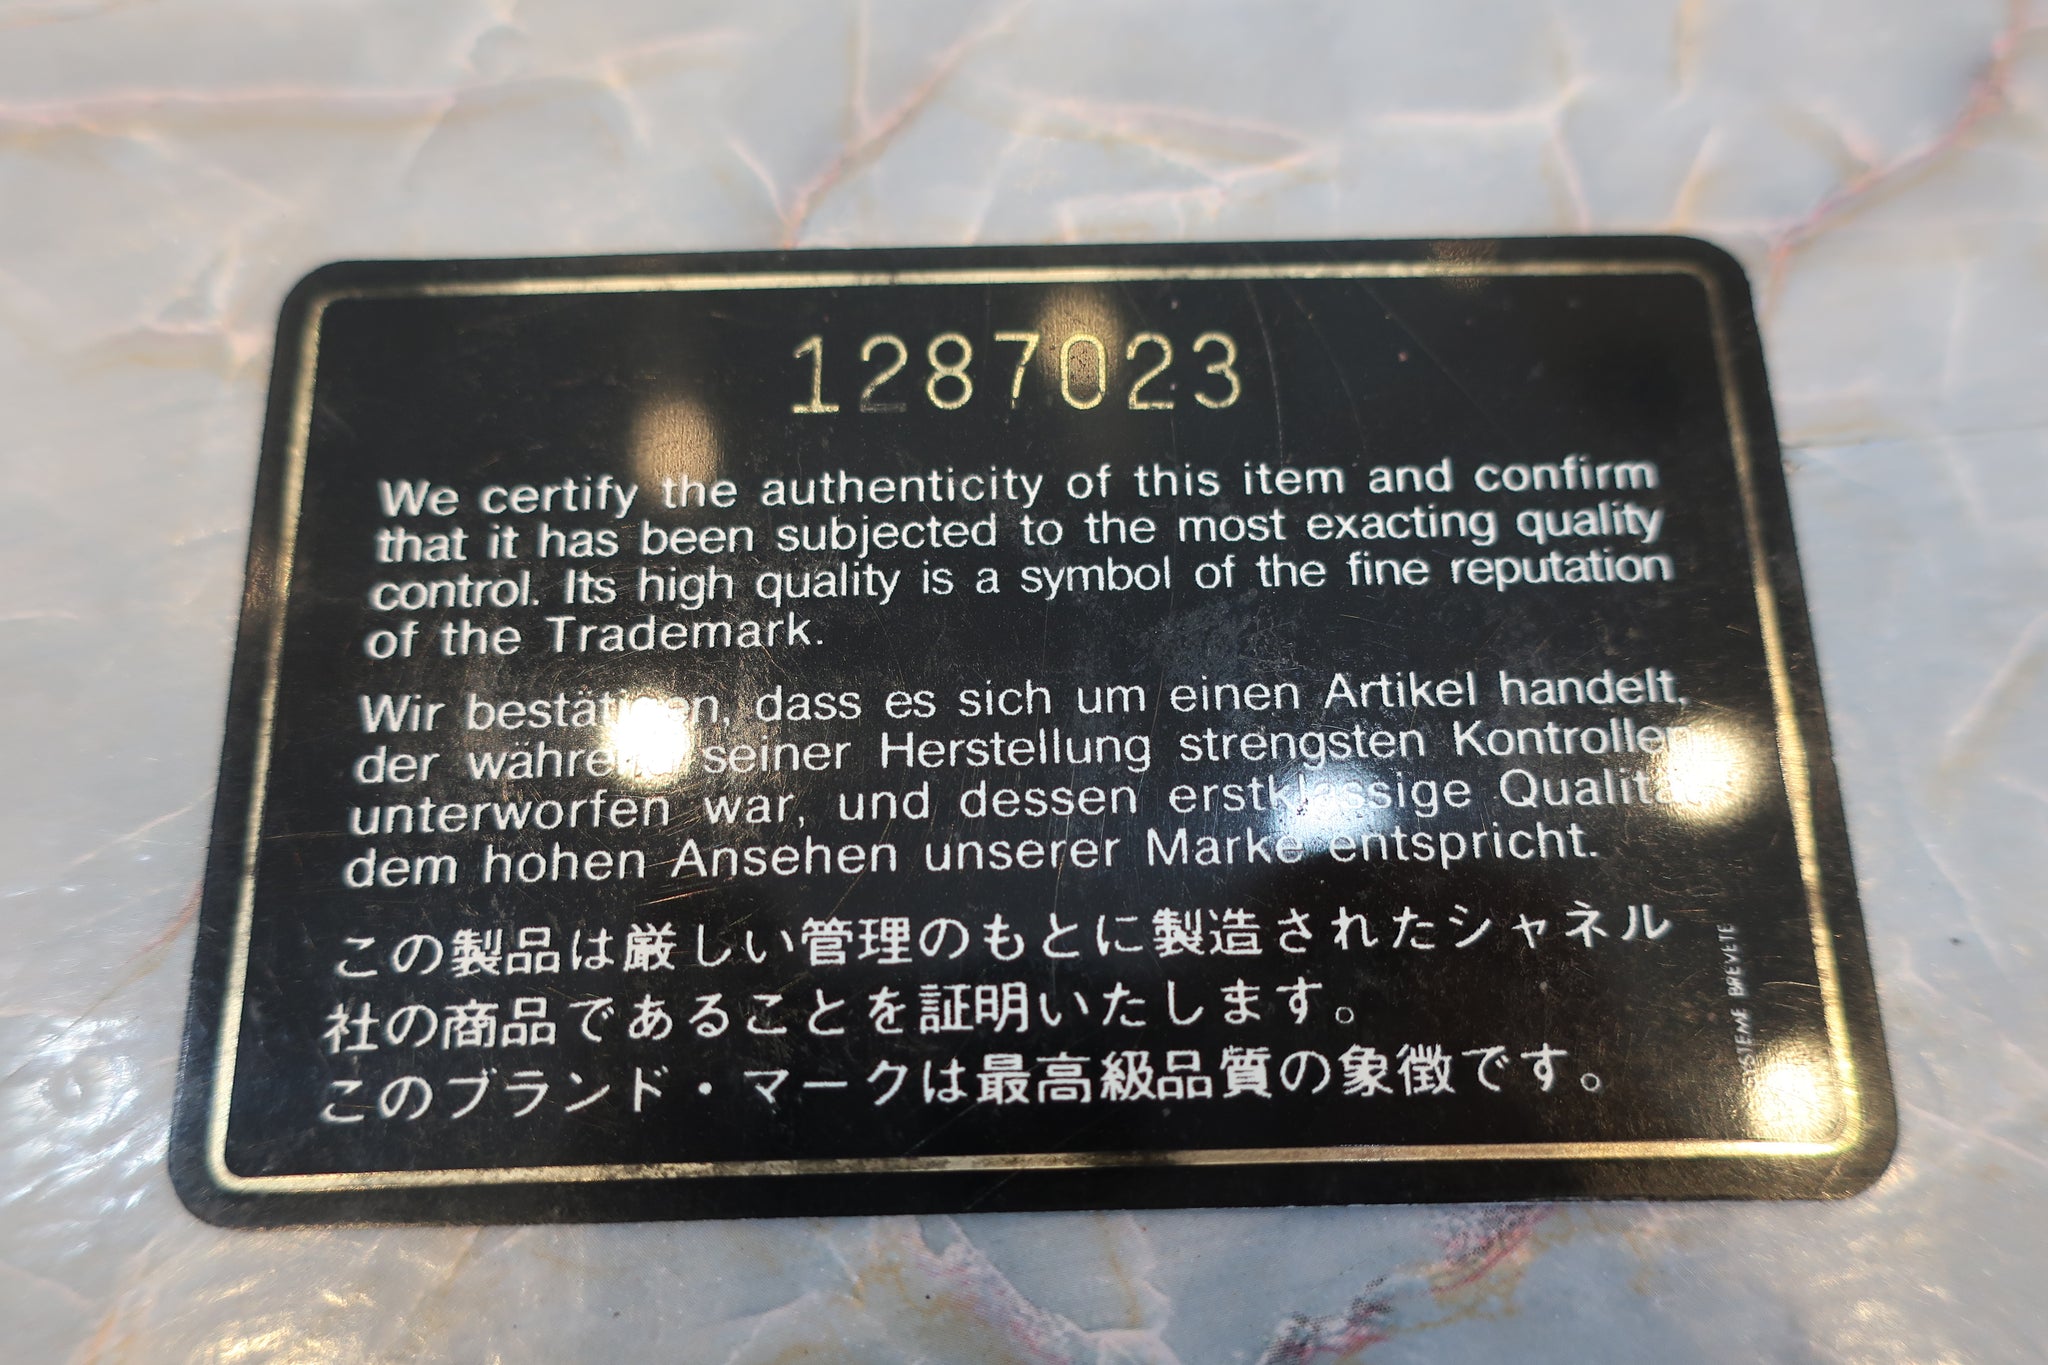 1287023
We certify the authenticity of this item and confirm
that it has been subjected to the most exacting quality
control. Its high quality is a symbol of the fine reputation
of the Trademark.
Wir bestätigen, dass es sich um einen Artikel handelt,
der während seiner Herstellung strengsten Kontrollen
unterworfen war, und dessen erstklassige Qualität
dem hohen Ansehen unserer Marke entspricht.
この製品は厳しい管理のもとに製造されたシャネル
社の商品であることを証明いたします。
このブランド・マークは最高級品質の象徴です。
BREVETE